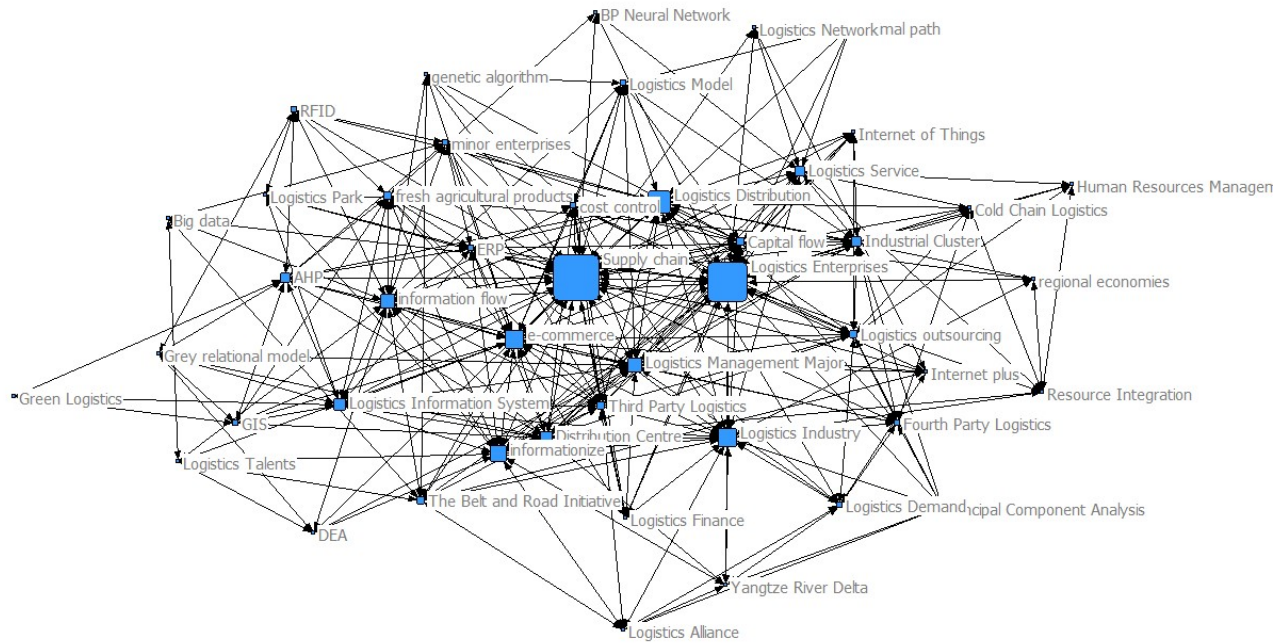 BP Neural Network
Logistics Network
mal path
genetic algorithm
Logistics Model
RFID
minor enterprises
Internet of Things
Logistics Service
Human Resources Managem
Logistics Park
fresh agricultural products
cost control
Logistics Distribution
Cold Chain Logistics
Big data
ERP
Supply chain
Capital flow
Industrial Cluster
Logistics Enterprises
AHP
information flow
regional economies
e-commerce
Logistics outsourcing
Grey relational model
Logistics Management Major
Internet plus
Green Logistics
Logistics Information System
Third Party Logistics
Resource Integration
GIS
Distribution Centre
Logistics Industry
Fourth Party Logistics
informationize
Logistics Talents
The Belt and Road Initiative
Logistics Finance
Logistics Demand
cipal Component Analysis
DEA
Yangtze River Delta
Logistics Alliance